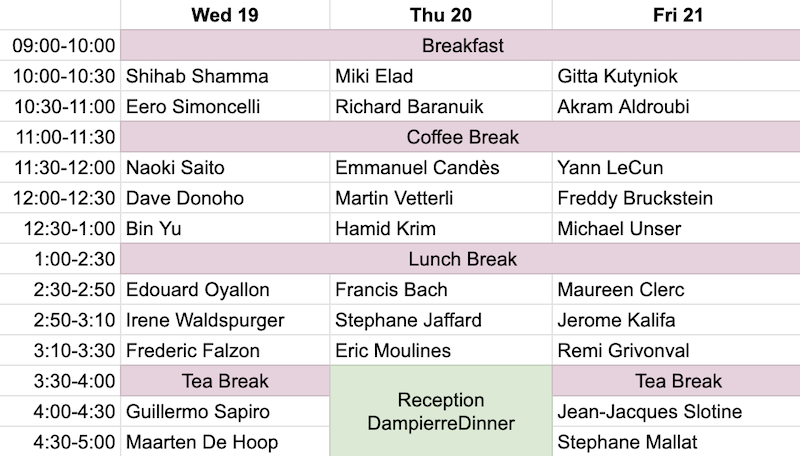 Wed 19 Thu 20 Fri 21
09:00-10:00 Breakfast
10:00-10:30 Shihab Shamma Miki Elad Gitta Kutyniok
10:30-11:00 Eero Simoncelli Richard Baranuik Akram Aldroubi
11:00-11:30 Coffee Break
11:30-12:00 Naoki Saito Emmanuel Candès Yann LeCun
12:00-12:30 Dave Donoho Martin Vetterli Freddy Bruckstein
12:30-1:00 Bin Yu Hamid Krim Michael Unser
1:00-2:30 Lunch Break
2:30-2:50 Edouard Oyallon Francis Bach Maureen Clerc
2:50-3:10 Irene Waldspurger Stephane Jaffard Jerome Kalifa
3:10-3:30 Frederic Falzon Eric Moulines Remi Grivonval
3:30-4:00 Tea Break Tea Break
Reception
DampierreDinner
4:00-4:30 Guillermo Sapiro Jean-Jacques Slotine
4:30-5:00 Maarten De Hoop Stephane Mallat